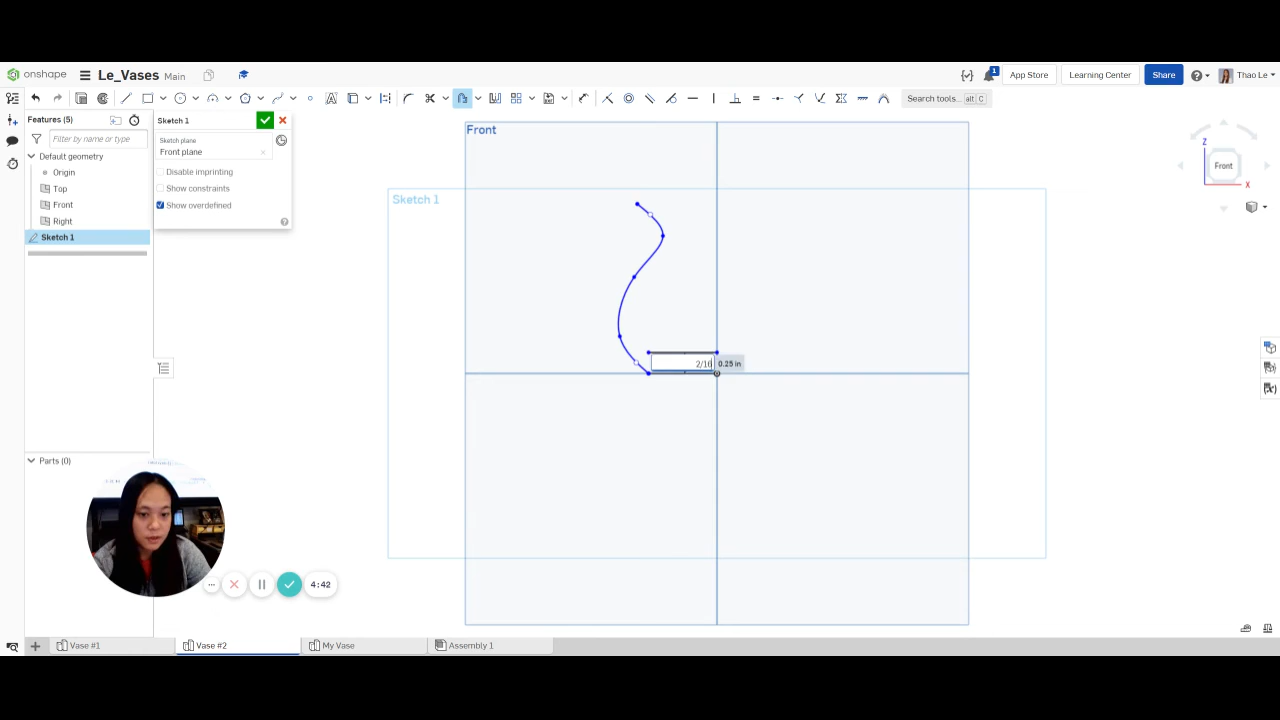 onshape
Le_Vases Main
1
App Store
Learning Center
Share
Thao Le
Search tools... alt C
Features (5)
Filter by name or type
Default geometry
Origin
Top
Front
Right
Sketch 1
Parts (0)
Sketch 1
Sketch plane
Front plane
Disable imprinting
Show constraints
Show overdefined
Front
Sketch 1
2/16
0.25 in
Z
Front
X
4:42
Vase #1
Vase #2
My Vase
Assembly 1